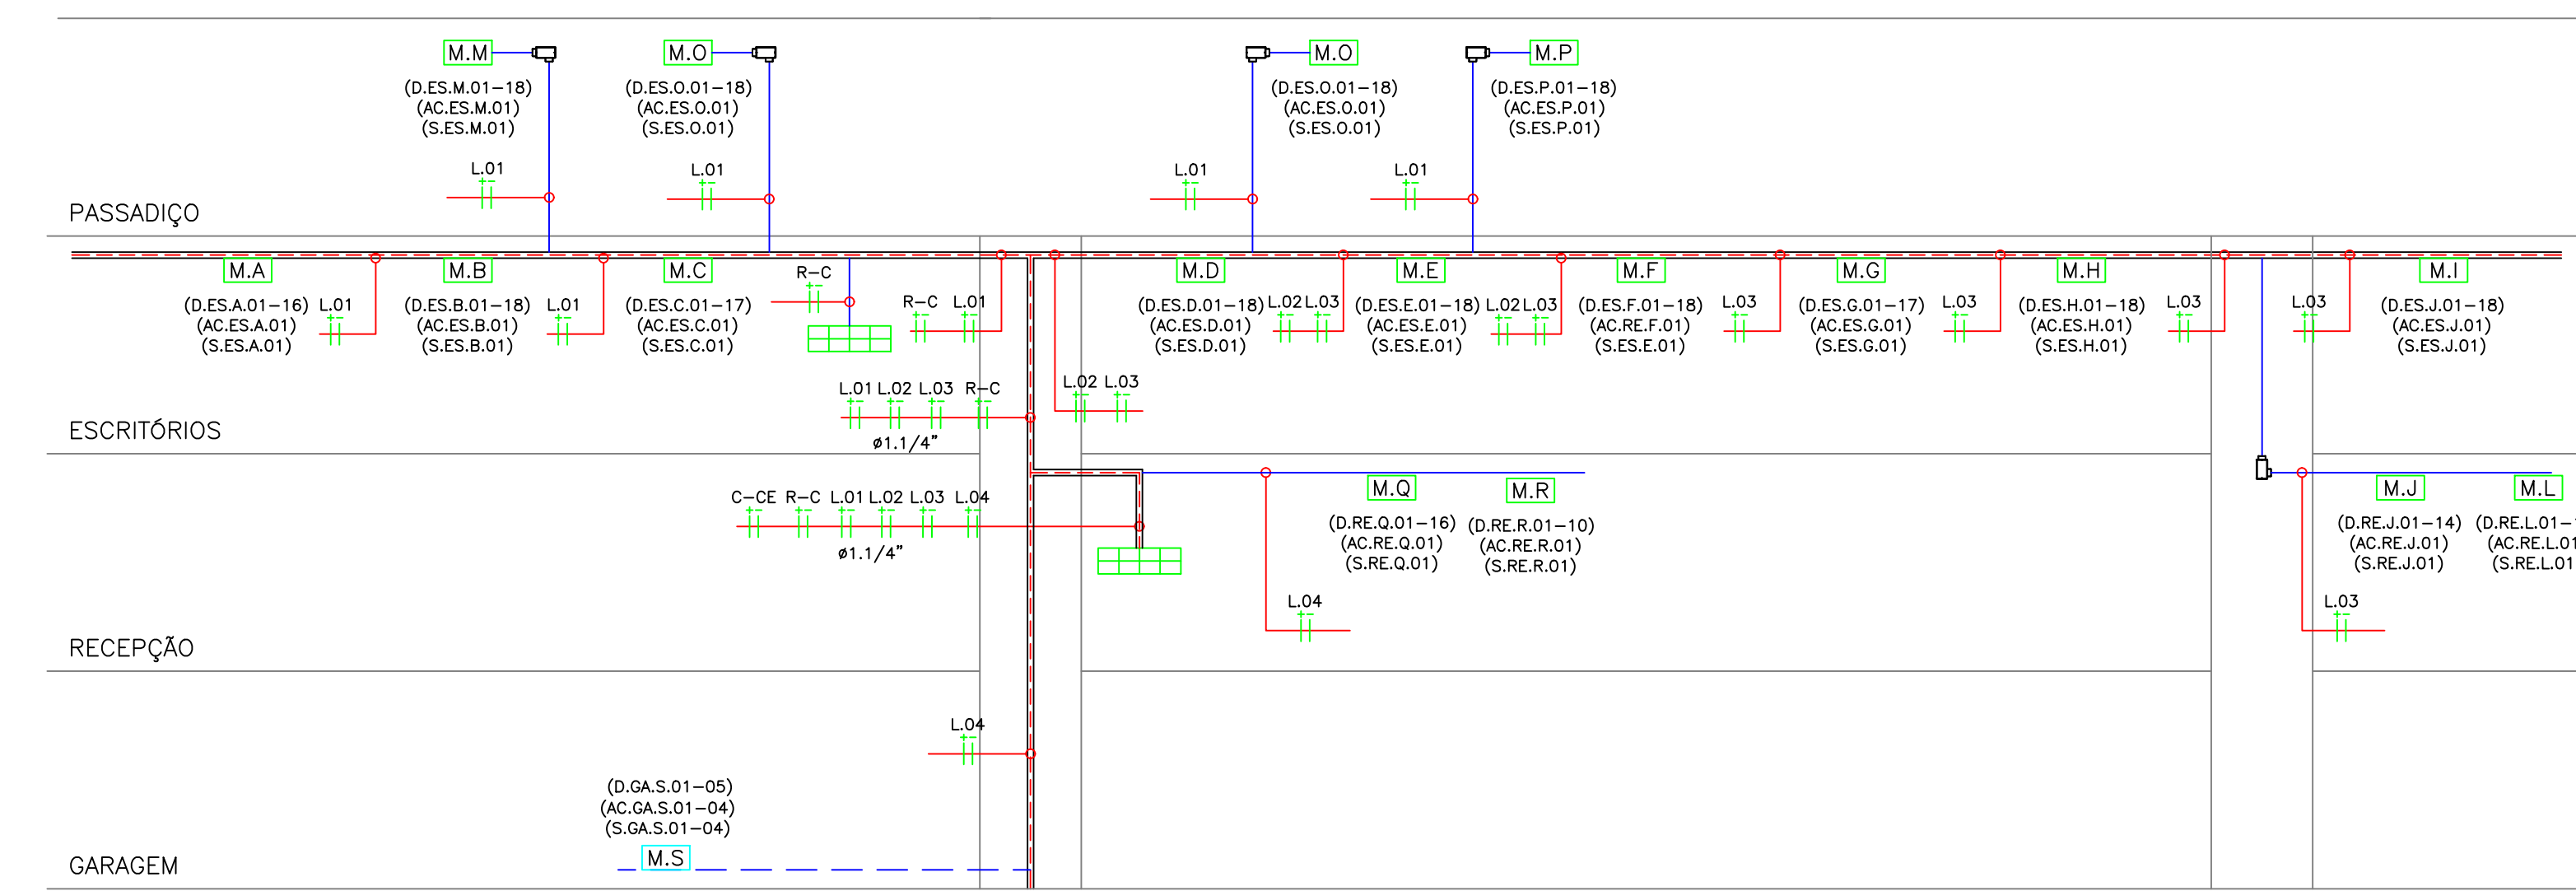 M.M
M.O
M.O
M.P
(D.ES.M.01-18)
(AC.ES.M.01)
(S.ES.M.01)
(D.ES.O.01-18)
(AC.ES.O.01)
(S.ES.O.01)
(D.ES.O.01-18)
(AC.ES.O.01)
(S.ES.O.01)
(D.ES.P.01-18)
(AC.ES.P.01)
(S.ES.P.01)
L.01
L.01
L.01
L.01
PASSADIÇO
M.A
M.B
M.C
M.D
M.E
M.F
M.G
M.H
M.I
(D.ES.A.01-16)
(AC.ES.A.01)
(S.ES.A.01)
L.01
(D.ES.B.01-18)
(AC.ES.B.01)
(S.ES.B.01)
L.01
(D.ES.C.01-17)
(AC.ES.C.01)
(S.ES.C.01)
R-C
R-C L.01
(D.ES.D.01-18)
(AC.ES.D.01)
(S.ES.D.01)
L.02 L.03
(D.ES.E.01-18)
(AC.ES.E.01)
(S.ES.E.01)
L.02 L.03
(D.ES.F.01-18)
(AC.RE.F.01)
(S.ES.E.01)
L.03
(D.ES.G.01-17)
(AC.ES.G.01)
(S.ES.G.01)
L.03
(D.ES.H.01-18)
(AC.ES.H.01)
(S.ES.H.01)
L.03
L.03
(D.ES.J.01-18)
(AC.ES.J.01)
(S.ES.J.01)
L.01 L.02 L.03 R-C
ø1.1/4"
L.02 L.03
ESCRITÓRIOS
C-CE R-C L.01 L.02 L.03 L.04
ø1.1/4"
M.Q
M.R
M.J
M.L
(D.RE.Q.01-16)
(AC.RE.Q.01)
(S.RE.Q.01)
(D.RE.R.01-10)
(AC.RE.R.01)
(S.RE.R.01)
(D.RE.J.01-14)
(AC.RE.J.01)
(S.RE.J.01)
(D.RE.L.01-
(AC.RE.L.01
(S.RE.L.01
L.04
L.03
RECEPÇÃO
L.04
(D.GA.S.01-05)
(AC.GA.S.01-04)
(S.GA.S.01-04)
M.S
GARAGEM